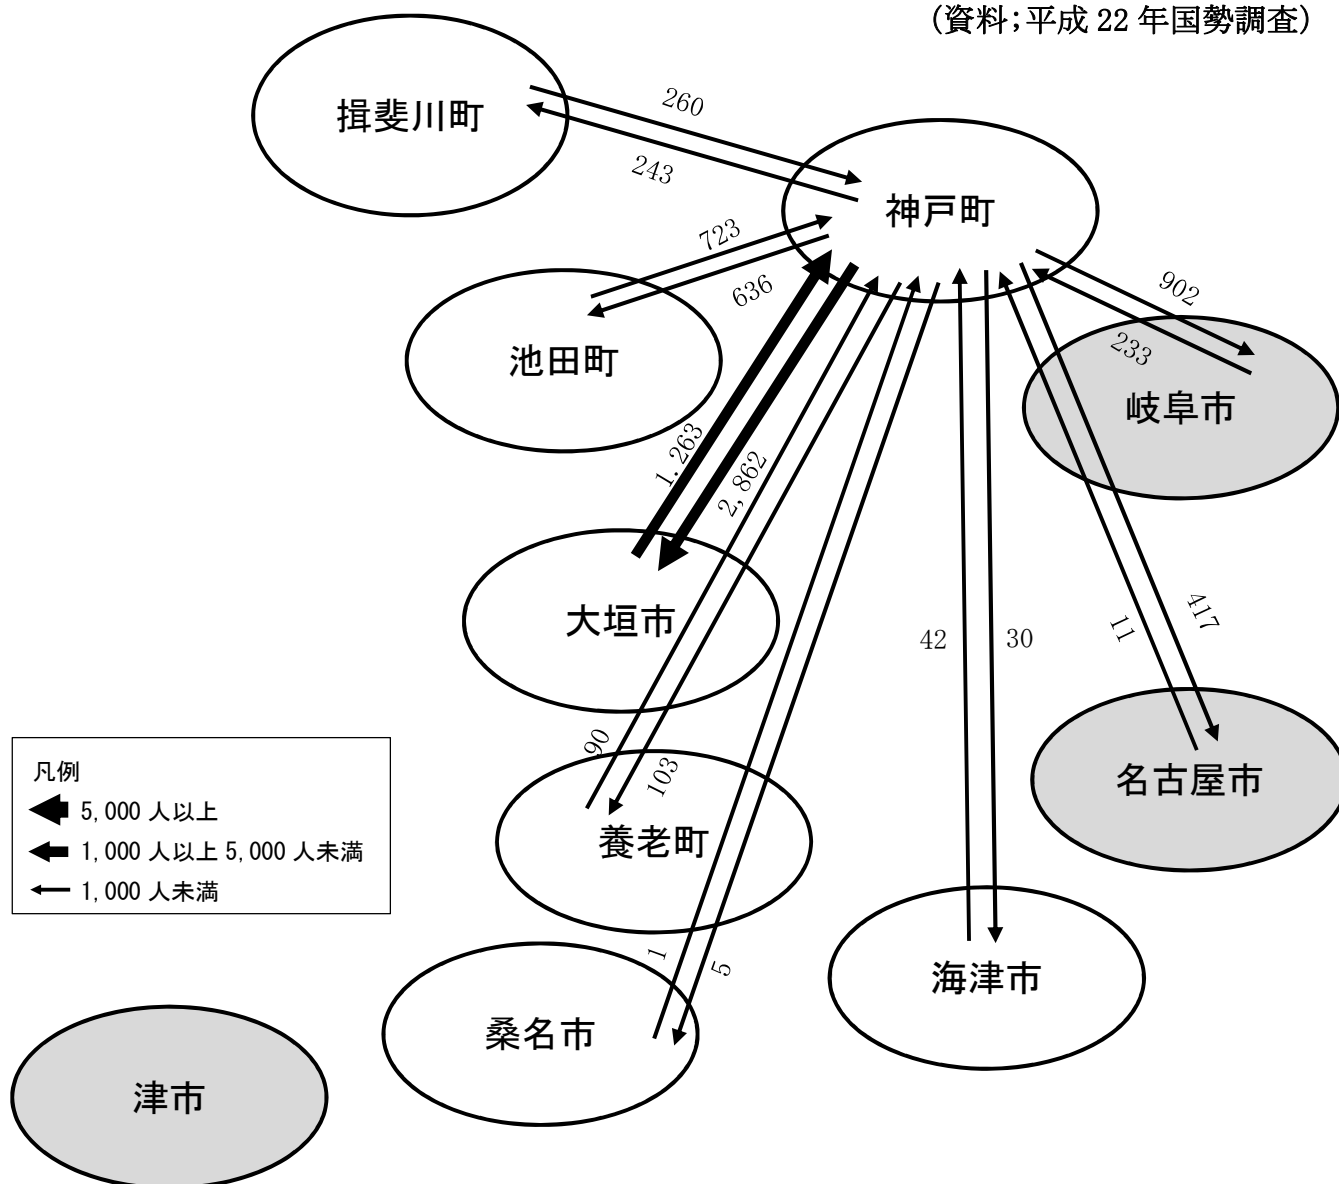 (資料;平成 22 年国勢調査)
揖斐川町
260
243
神戸町
723
636
902
233
池田町
岐阜市
1,263
2,862
大垣市
42
30
11
417
90
103
名古屋市
養老町
凡例
5,000 人以上
1,000 人以上 5,000 人未満
1,000 人未満
1
5
海津市
桑名市
津市